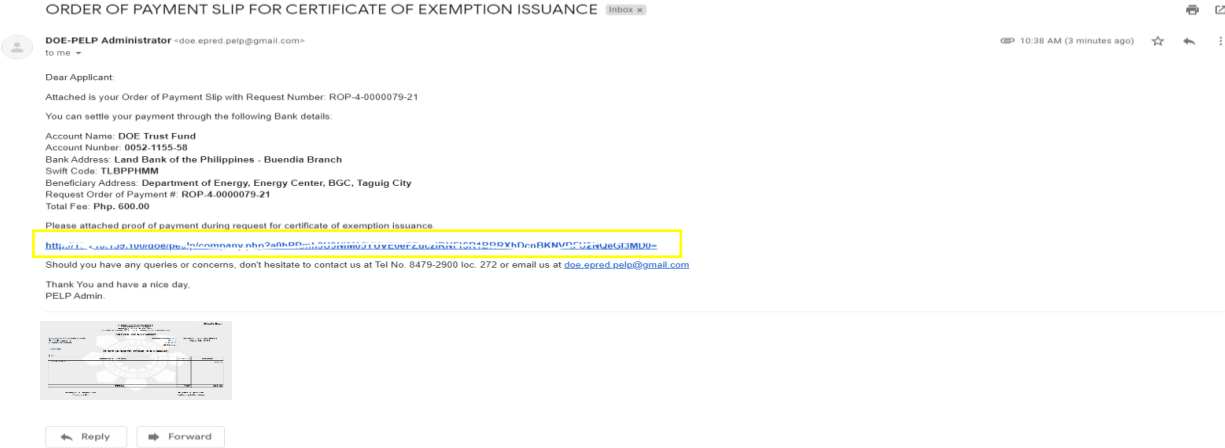 ORDER OF PAYMENT SLIP FOR CERTIFICATE OF EXEMPTION ISSUANCE Inbox x
DOE-PELP Administrator <doe.epred.pelp@gmail.com>
10:38 AM (3 minutes ago)
to me
Dear Applicant:
Attached is your Order of Payment Slip with Request Number: ROP-4-0000079-21
You can settle your payment through the following Bank details:
Account Name: DOE Trust Fund
Account Nunber: 0052-1155-58
Bank Address: Land Bank of the Philippines - Buendia Branch
Swift Code: TLBPPHMM
Beneficiary Address: Department of Energy, Energy Center, BGC, Taguig City
Request Order of Payment #: ROP-4-0000079-21
Total Fee: Php. 600.00
Please attached proof of payment during request for certificate of exemption issuance.
Should you have any queries or concerns, don't hesitate to contact us at Tel No. 8479-2900 loc. 272 or email us at doe.epred.pelp@gmail.com
Thank You and have a nice day,
PELP Admin.
Reply
Forward